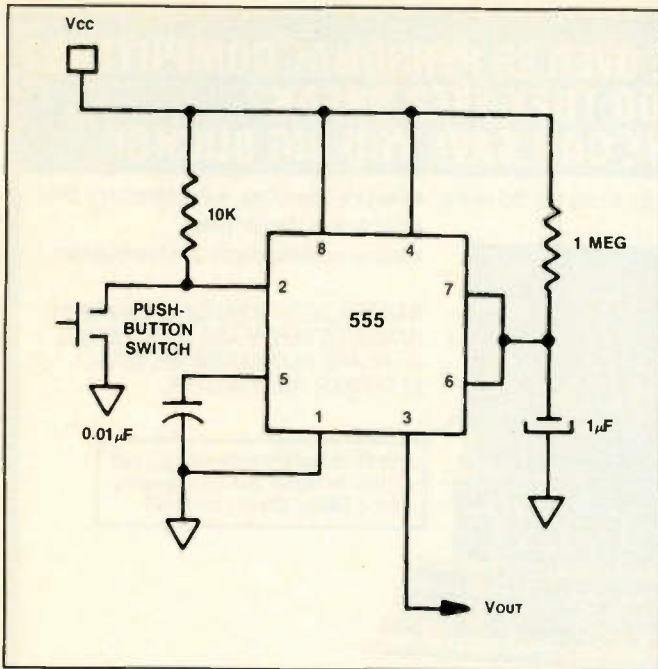 Vcc
10K
8
4
1 MEG
2
7
PUSH-
BUTTON
SWITCH
555
5
6
0.01µF
1
3
1µF
VOUT